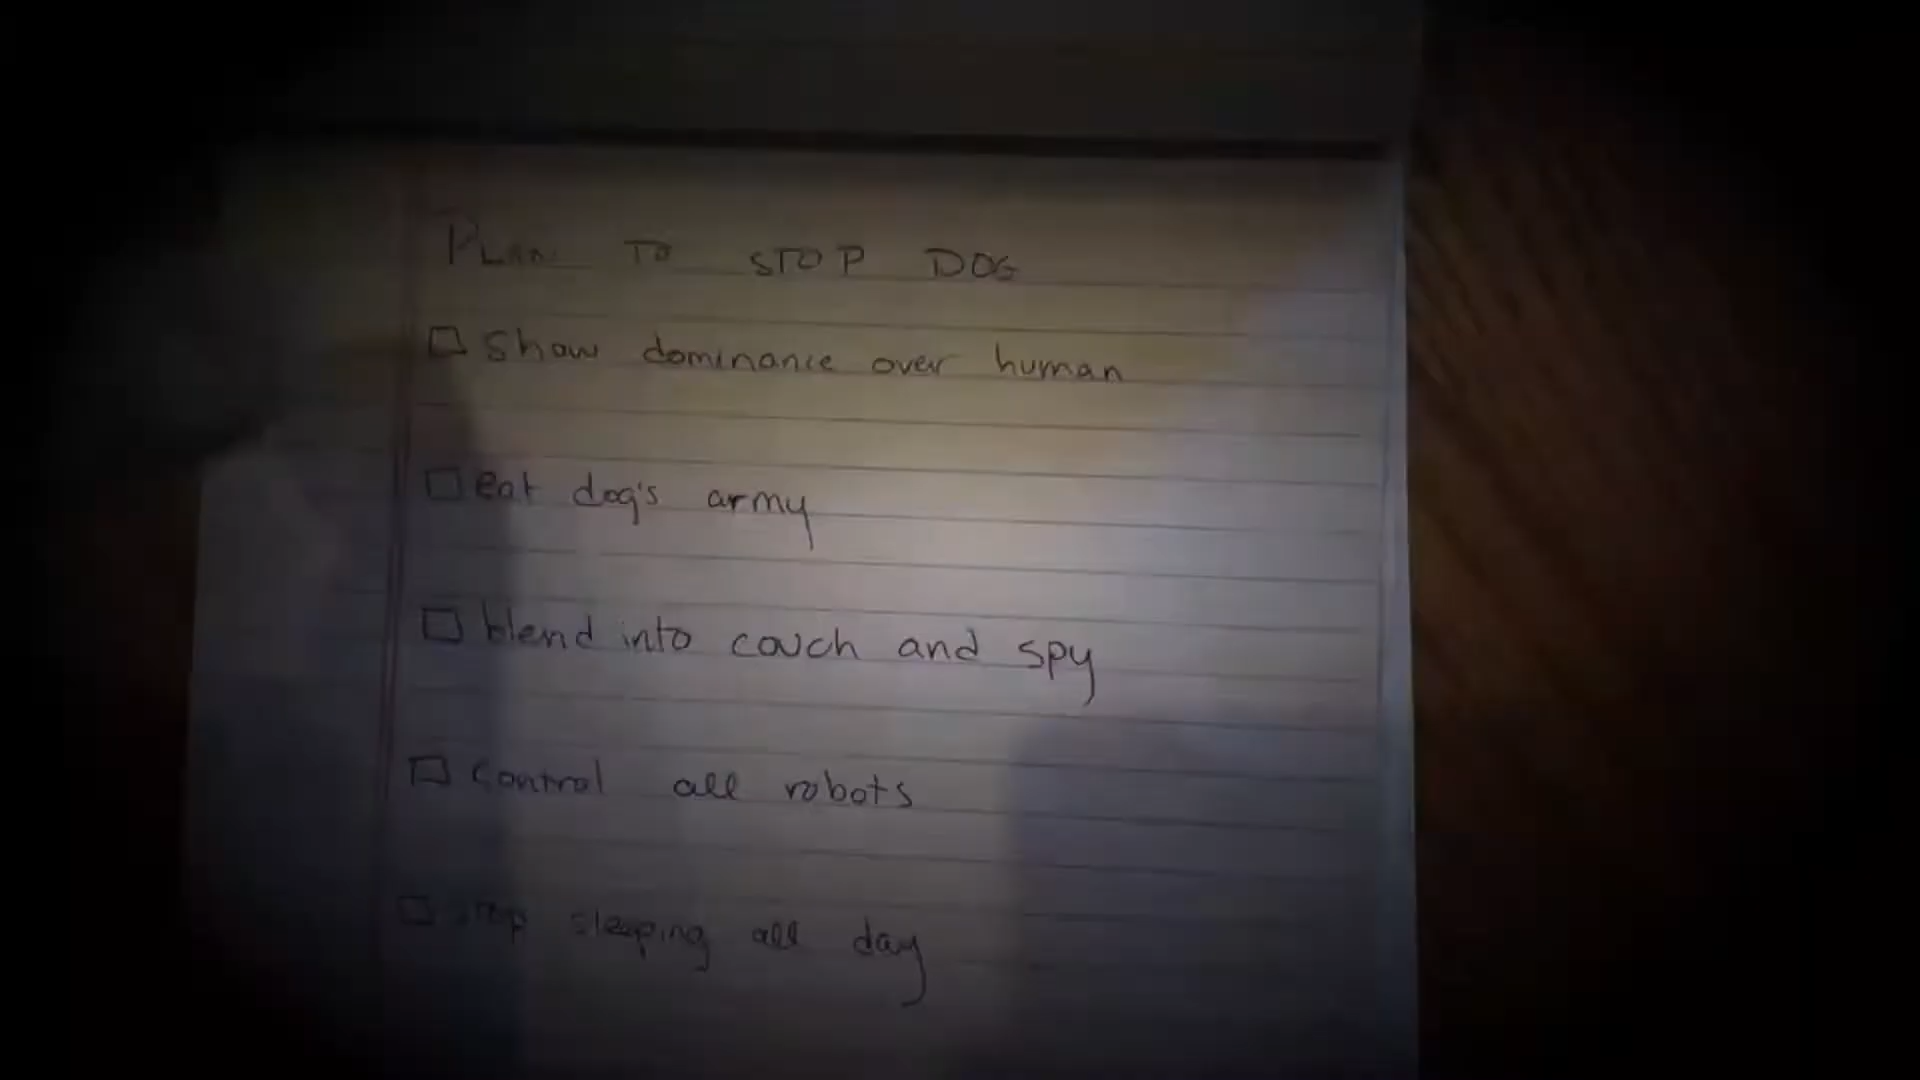 PLAN TO STOP DOG
□ Show dominance over human
□ eat dog's army
□ blend into couch and spy
□ Control all robots
□ stop sleeping all day